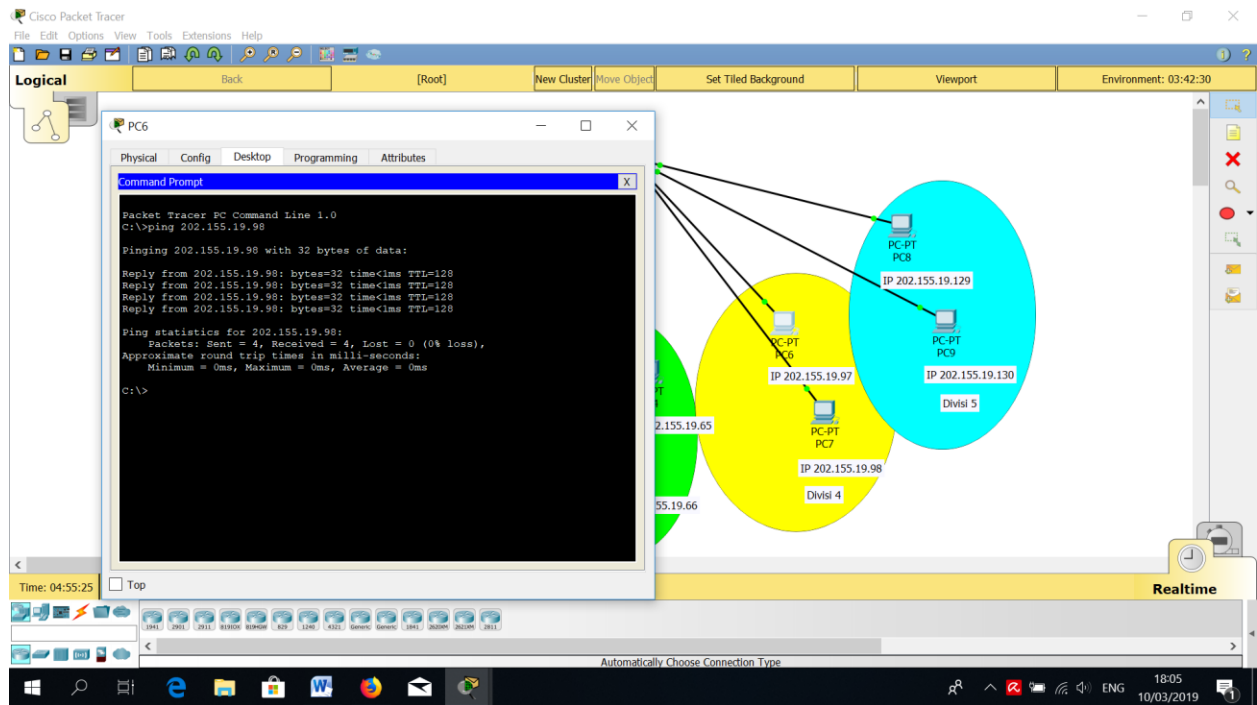 Cisco Packet Tracer
File Edit Options View Tools Extensions Help
Logical Back [Root] New Cluster Move Object Set Tiled Background Viewport Environment: 03:42:30
PC6
Physical Config Desktop Programming Attributes
Command Prompt X
Packet Tracer PC Command Line 1.0
C:\>ping 202.155.19.98
Pinging 202.155.19.98 with 32 bytes of data:
Reply from 202.155.19.98: bytes=32 time<1ms TTL=128
Reply from 202.155.19.98: bytes=32 time<1ms TTL=128
Reply from 202.155.19.98: bytes=32 time<1ms TTL=128
Reply from 202.155.19.98: bytes=32 time<1ms TTL=128
Ping statistics for 202.155.19.98:
Packets: Sent = 4, Received = 4, Lost = 0 (0% loss),
Approximate round trip times in milli-seconds:
Minimum = 0ms, Maximum = 0ms, Average = 0ms
C:\>
Top
PC-PT
PC8
IP 202.155.19.129
PC-PT
PC9
IP 202.155.19.130
Divisi 5
PC-PT
PC6
IP 202.155.19.97
PC-PT
PC7
IP 202.155.19.98
Divisi 4
2.155.19.65
55.19.66
Time: 04:55:25
Realtime
1941 2901 2911 819IOX 819HGW 829 1240 4321 Generic Generic 1841 2620XM 2621XM 2811
Automatically Choose Connection Type
ENG
18:05
10/03/2019